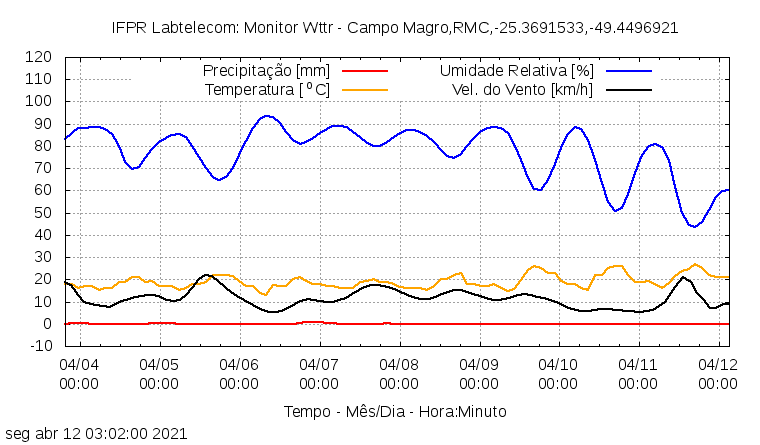 IFPR Labtelecom: Monitor Wttr - Campo Magro,RMC,-25.3691533,-49.4496921
120
110
100
90
80
70
60
50
40
30
20
10
0
-10
Precipitação [mm]
Temperatura [ ⁰C]
Umidade Relativa [%]
Vel. do Vento [km/h]
04/04 04/05 04/06 04/07 04/08 04/09 04/10 04/11 04/12
00:00 00:00 00:00 00:00 00:00 00:00 00:00 00:00 00:00
Tempo - Mês/Dia - Hora:Minuto
seg abr 12 03:02:00 2021